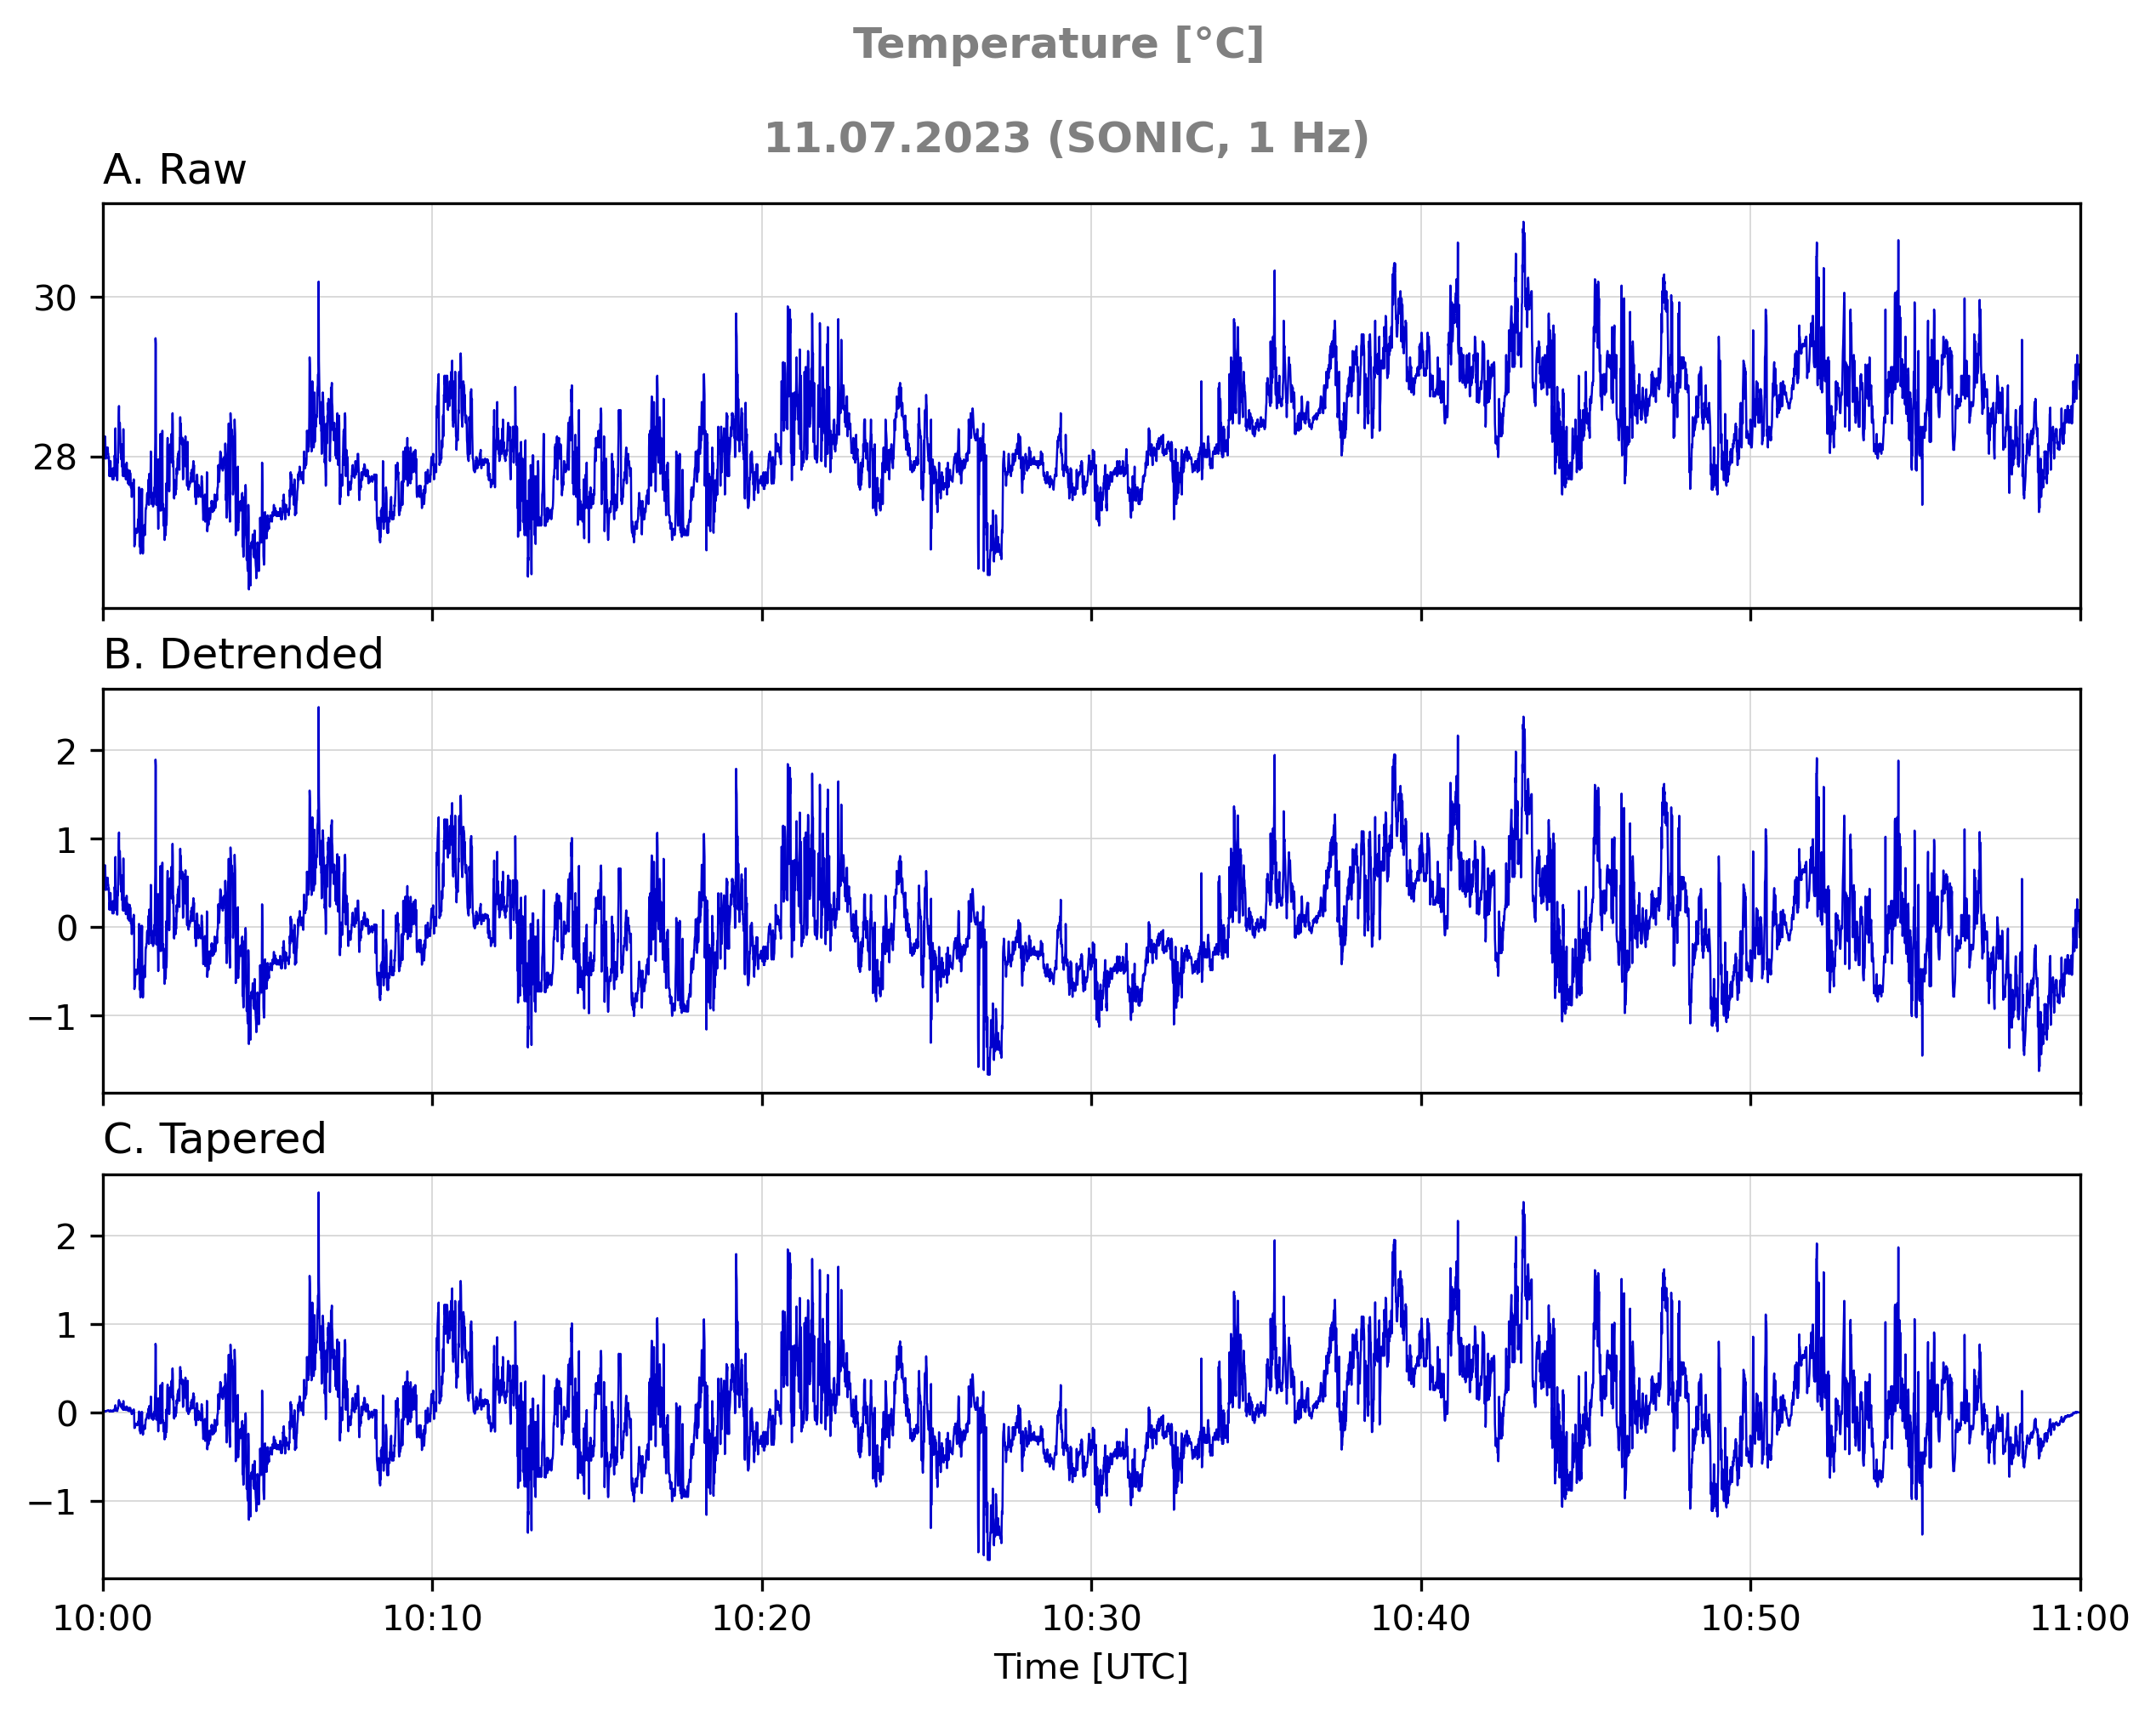 Temperature [°C]
11.07.2023 (SONIC, 1 Hz)
A. Raw
30
28
B. Detrended
2
1
0
−1
C. Tapered
2
1
0
−1
10:00 10:10 10:20 10:30 10:40 10:50 11:00
Time [UTC]